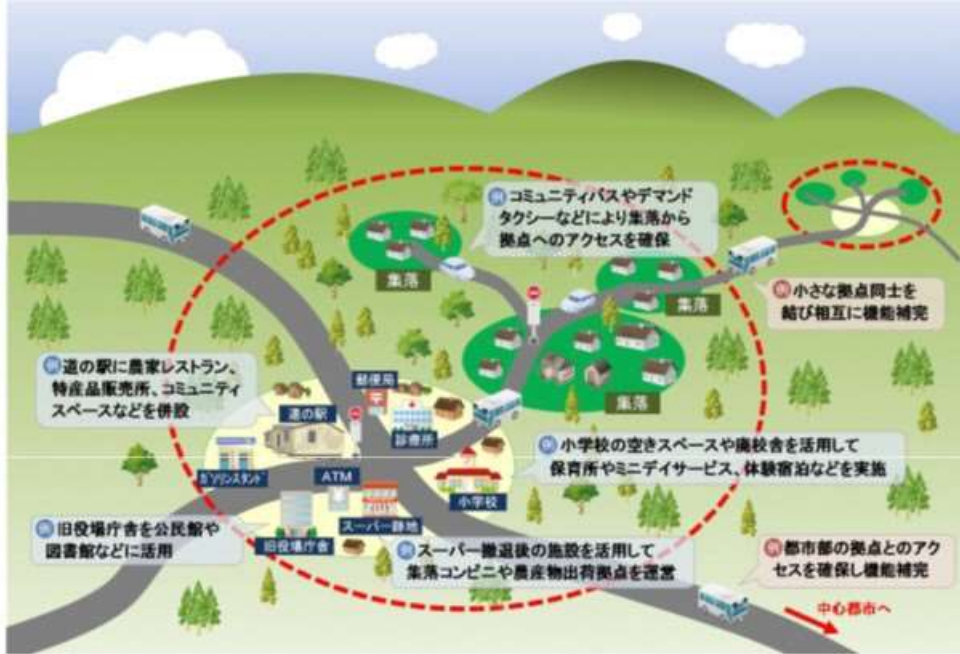 例 コミュニティバスやデマンド
タクシーなどにより集落から
拠点へのアクセスを確保
集落
集落
例 小さな拠点同士を
結び相互に機能補完
集落
例 道の駅に農家レストラン、
特産品販売所、コミュニティ
スペースなどを併設
郵便局
道の駅
診療所
例 小学校の空きスペースや廃校舎を活用して
保育所やミニデイサービス、体験宿泊などを実施
ガソリンスタンド
ATM
小学校
例 旧役場庁舎を公民館や
図書館などに活用
スーパー跡地
旧役場庁舎
例 スーパー撤退後の施設を活用して
集落コンビニや農産物出荷拠点を運営
例 都市部の拠点とのアク
セスを確保し機能補完
中心都市へ